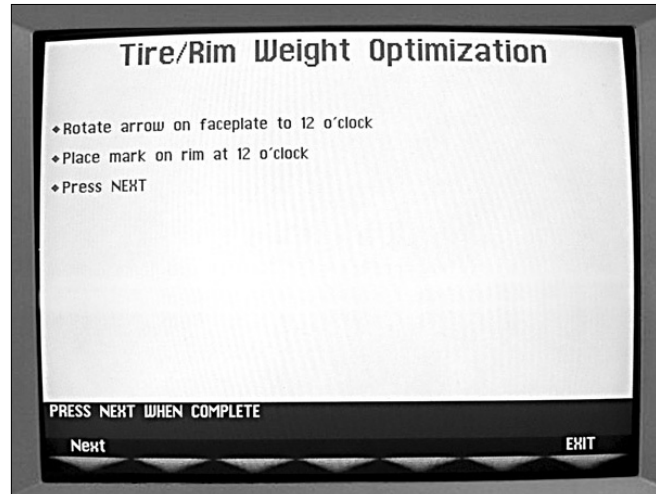 Tire/Rim Weight Optimization
◆Rotate arrow on faceplate to 12 o'clock
◆Place mark on rim at 12 o'clock
◆Press NEXT
PRESS NEXT WHEN COMPLETE
Next EXIT